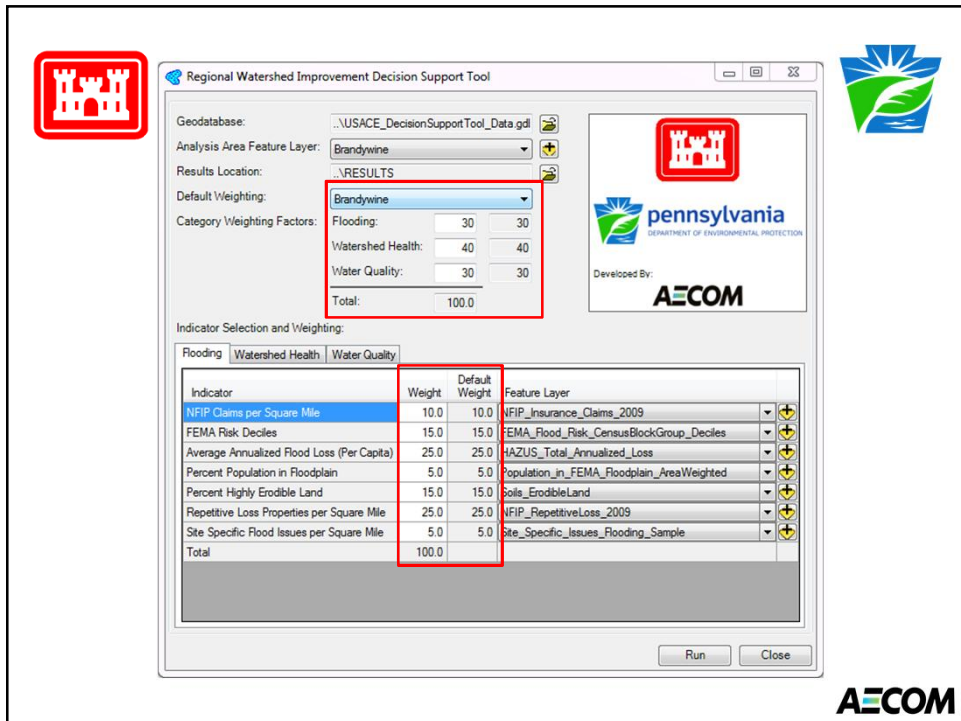 Regional Watershed Improvement Decision Support Tool
Geodatabase: ..\USACE_DecisionSupportTool_Data.gdl
Analysis Area Feature Layer: Brandywine
Results Location: ..\RESULTS
Default Weighting: Brandywine
Category Weighting Factors: Flooding: 30 30
Watershed Health: 40 40
Water Quality: 30 30
Total: 100.0
pennsylvania
DEPARTMENT OF ENVIRONMENTAL PROTECTION
Developed By:
AECOM
Indicator Selection and Weighting:
Flooding Watershed Health Water Quality
Indicator Weight Default Weight Feature Layer
NFIP Claims per Square Mile 10.0 10.0 NFIP_Insurance_Claims_2009
FEMA Risk Deciles 15.0 15.0 FEMA_Flood_Risk_CensusBlockGroup_Deciles
Average Annualized Flood Loss (Per Capita) 25.0 25.0 HAZUS_Total_Annualized_Loss
Percent Population in Floodplain 5.0 5.0 Population_in_FEMA_Floodplain_AreaWeighted
Percent Highly Erodible Land 15.0 15.0 Soils_ErodibleLand
Repetitive Loss Properties per Square Mile 25.0 25.0 NFIP_RepetitiveLoss_2009
Site Specific Flood Issues per Square Mile 5.0 5.0 Site_Specific_Issues_Flooding_Sample
Total 100.0
Run Close
AECOM